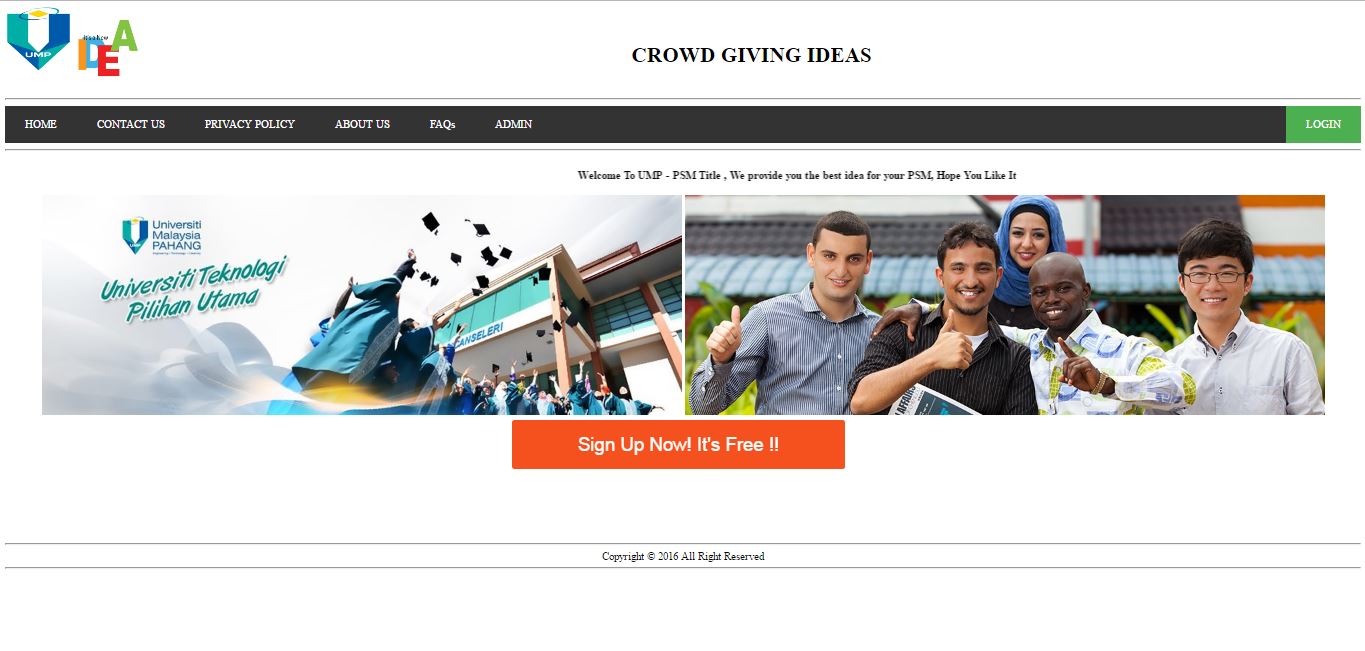 UMP
It's a New
IDEA
CROWD GIVING IDEAS
HOME
CONTACT US
PRIVACY POLICY
ABOUT US
FAQs
ADMIN
LOGIN
Welcome To UMP - PSM Title , We provide you the best idea for your PSM, Hope You Like It
UMP
Universiti
Malaysia
PAHANG
Universiti Teknologi
Pilihan Utama
CANSELERI
AFFAIRS
Sign Up Now! It's Free !!
Copyright © 2016 All Right Reserved